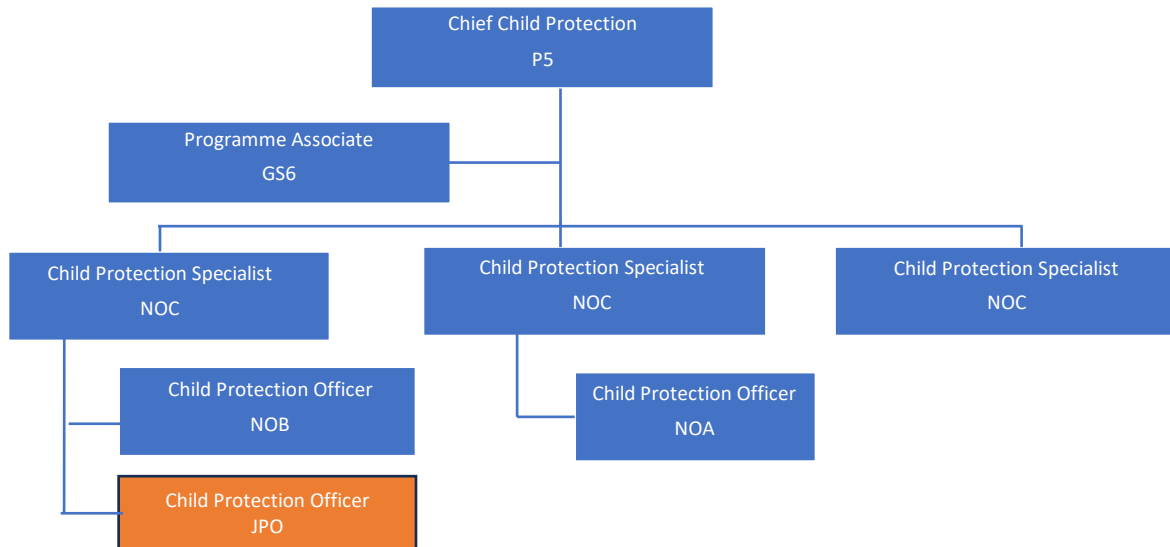 Chief Child Protection
P5
Programme Associate
GS6
Child Protection Specialist
NOC
Child Protection Specialist
NOC
Child Protection Specialist
NOC
Child Protection Officer
NOB
Child Protection Officer
NOA
Child Protection Officer
JPO